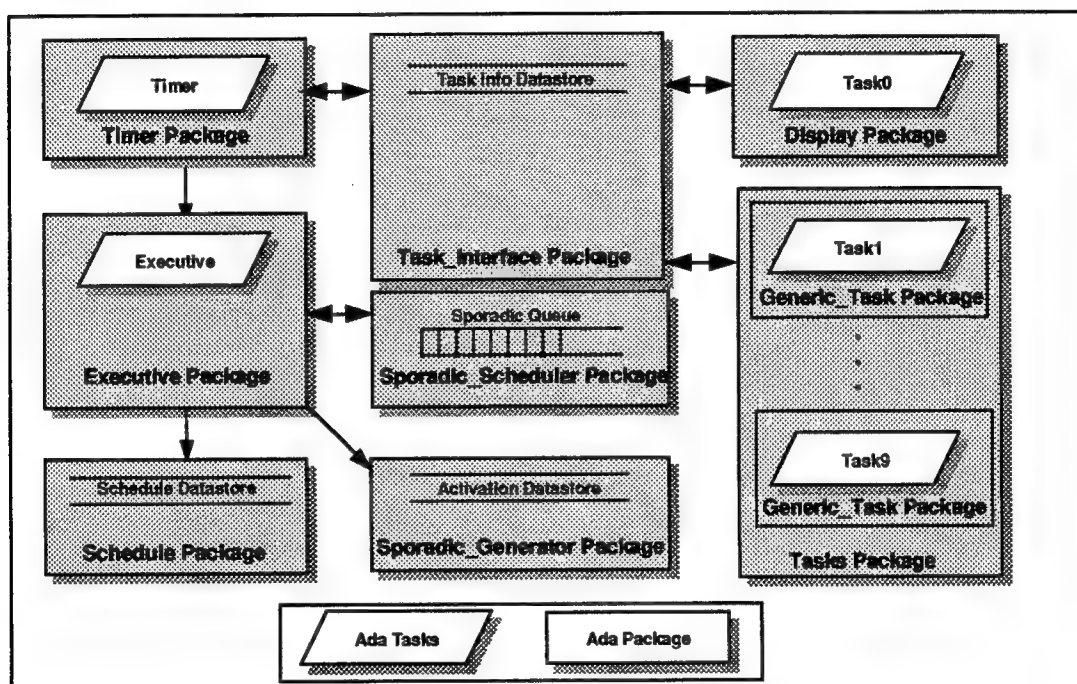 Timer
Timer Package
Task Info Datastore
Task_Interface Package
Task0
Display Package
Executive
Executive Package
Sporadic Queue
Sporadic_Scheduler Package
Task1
Generic_Task Package
Task9
Generic_Task Package
Tasks Package
Schedule Datastore
Schedule Package
Activation Datastore
Sporadic_Generator Package
Ada Tasks
Ada Package